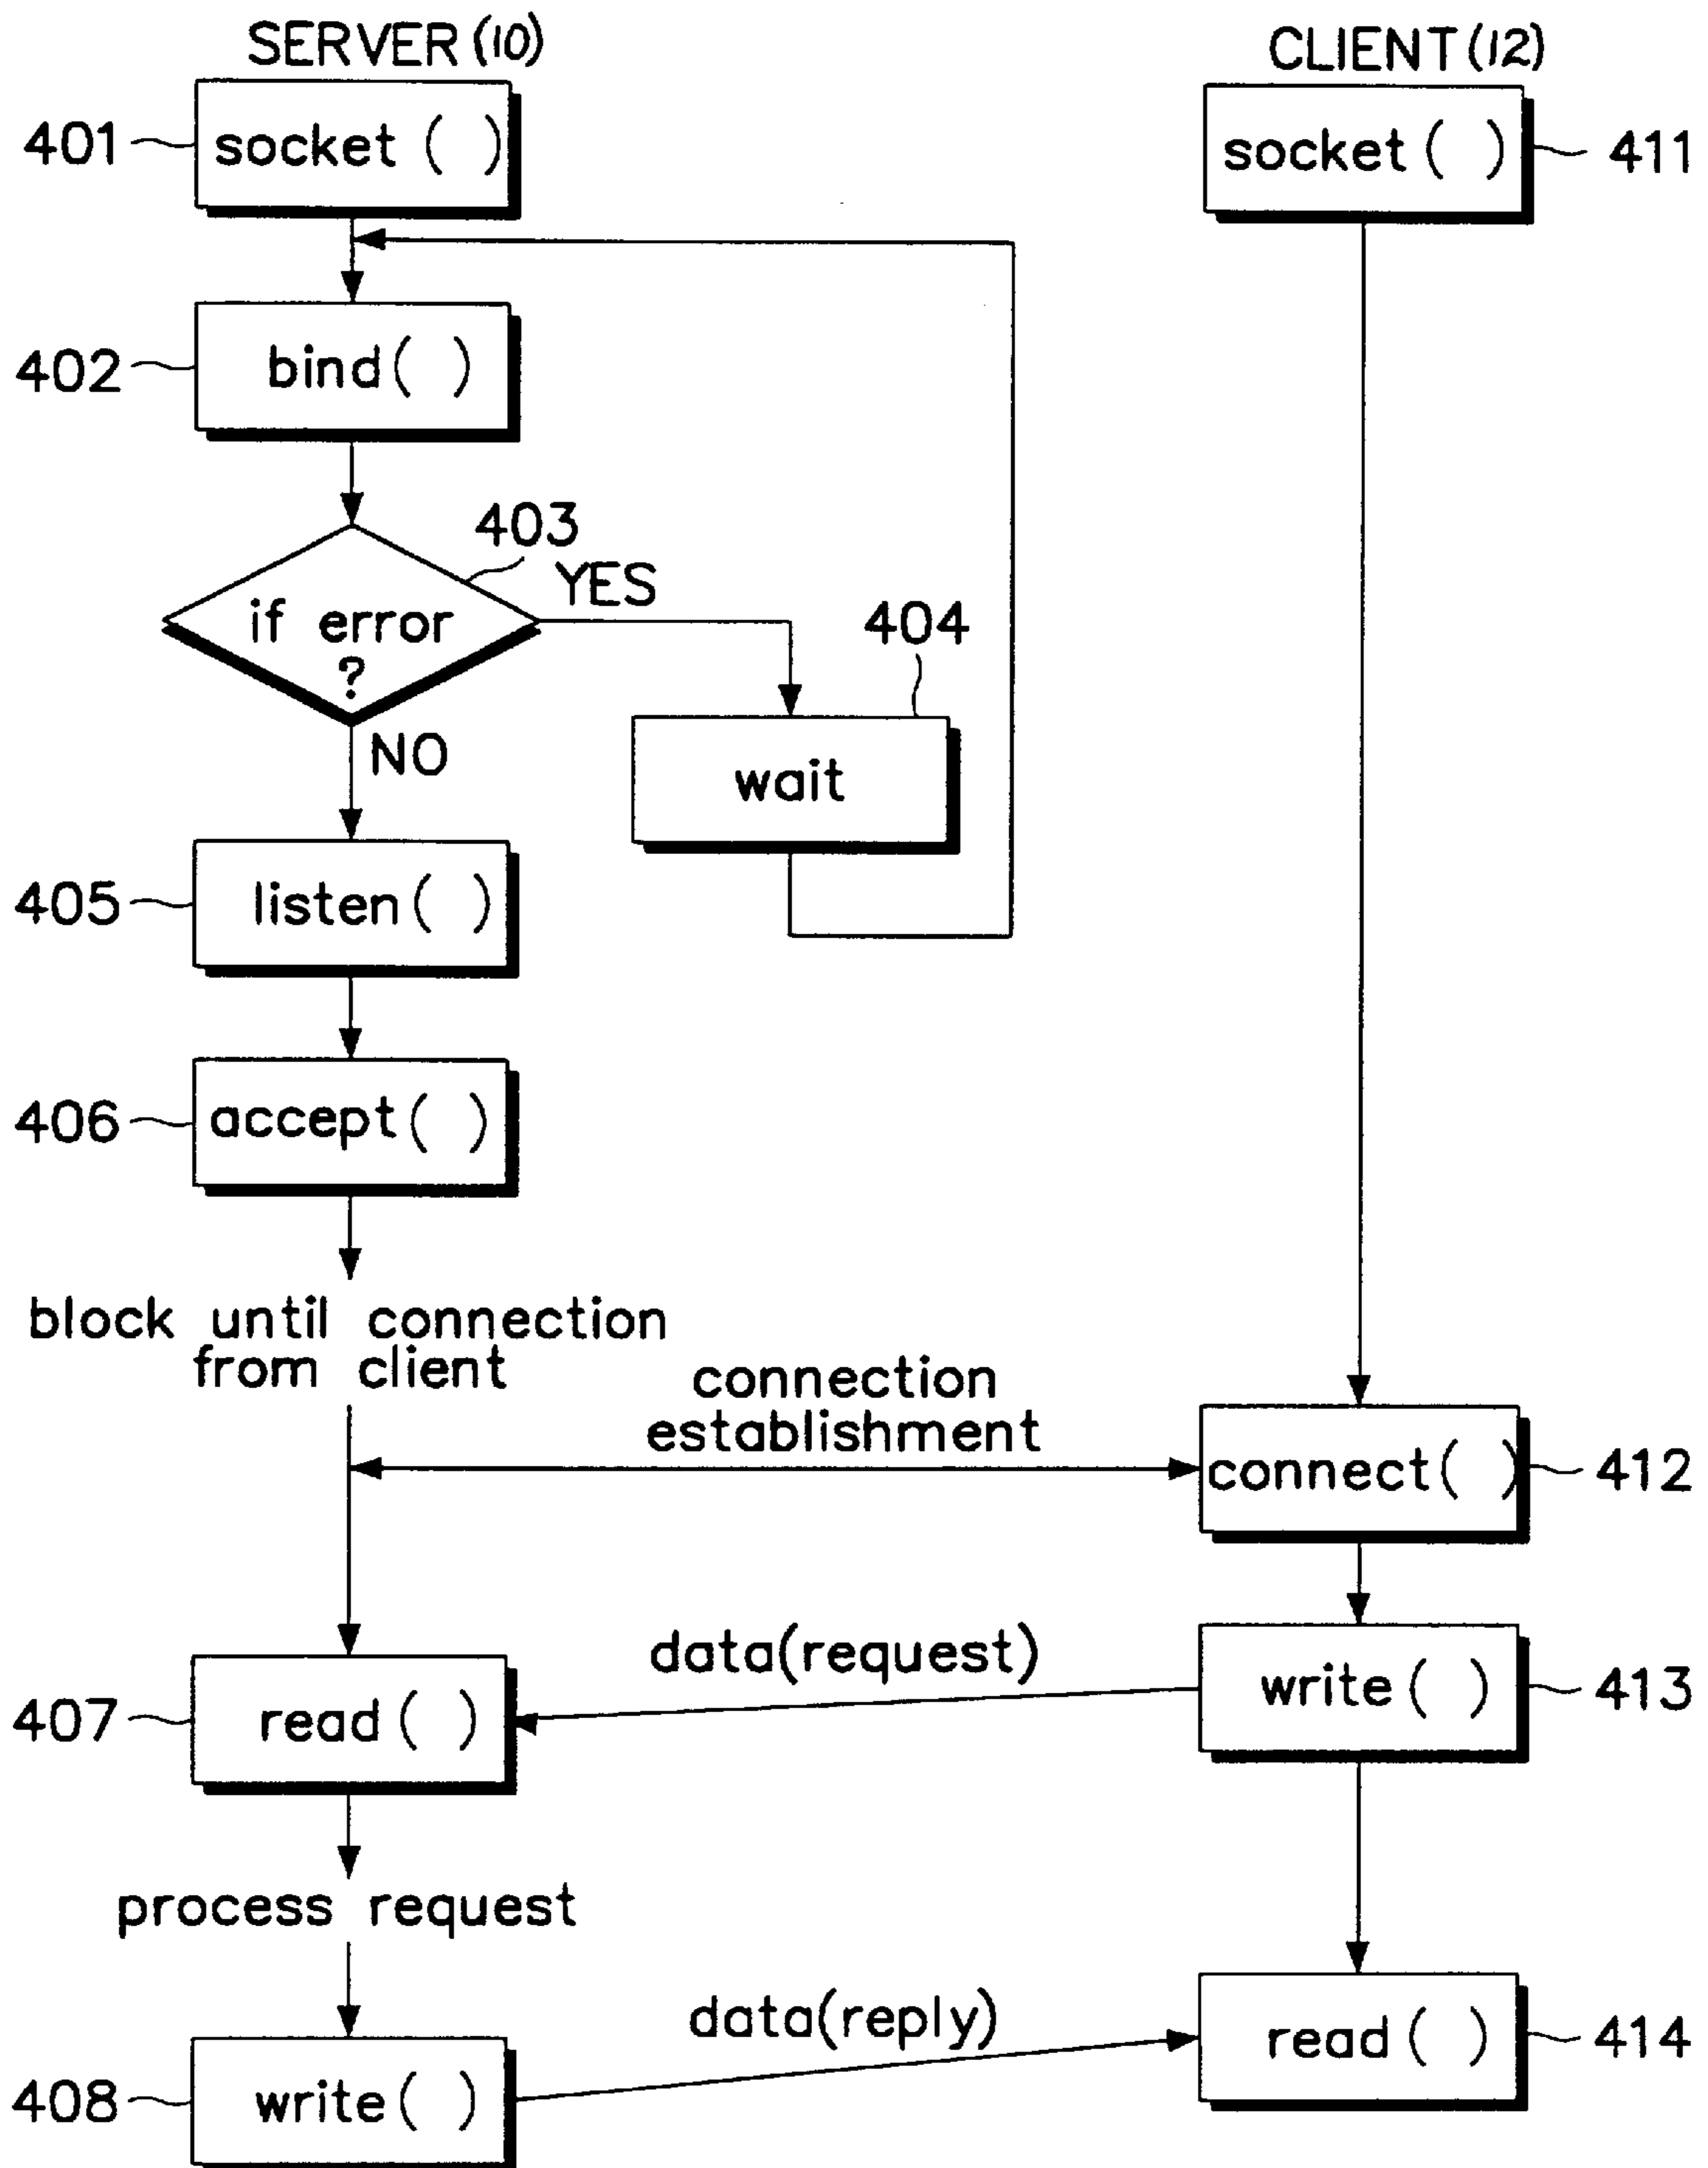 SERVER (10)
CLIENT (12)
401
socket ( )
socket ( )
411
402
bind ( )
403
if error
?
YES
NO
404
wait
405
listen ( )
406
accept ( )
block until connection
from client
connection
establishment
connect ( )
412
data(request)
write ( )
413
407
read ( )
process request
data(reply)
read ( )
414
408
write ( )